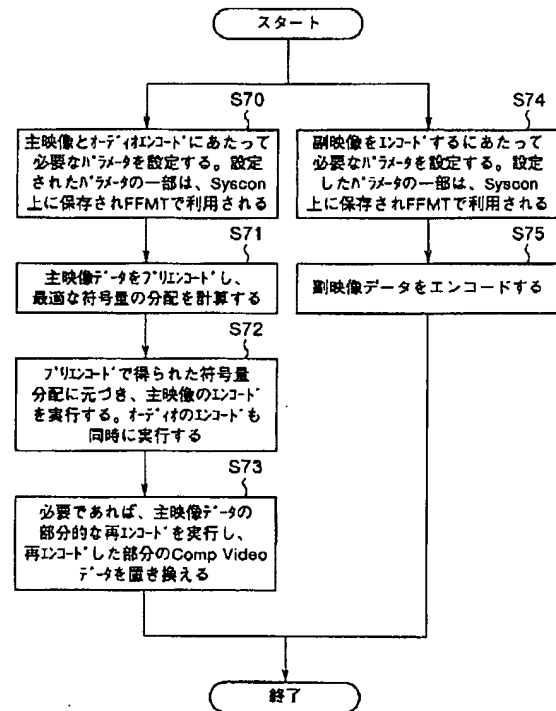 スタート
S70
主映像とオーディオエンコードにあたって
必要なパラメータを設定する。設定
されたパラメータの一部は、Syscon
上に保存されFFMTで利用される
S71
主映像データをプリエンコードし、
最適な符号量の分配を計算する
S72
プリエンコードで得られた符号量
分配に元づき、主映像のエンコード
を実行する。オーディオのエンコードも
同時に実行する
S73
必要であれば、主映像データの
部分的な再エンコードを実行し、
再エンコードした部分のComp Video
データを置き換える
S74
副映像をエンコードするにあたって
必要なパラメータを設定する。設定
したパラメータの一部は、Syscon
上に保存されFFMTで利用される
S75
副映像データをエンコードする
終了